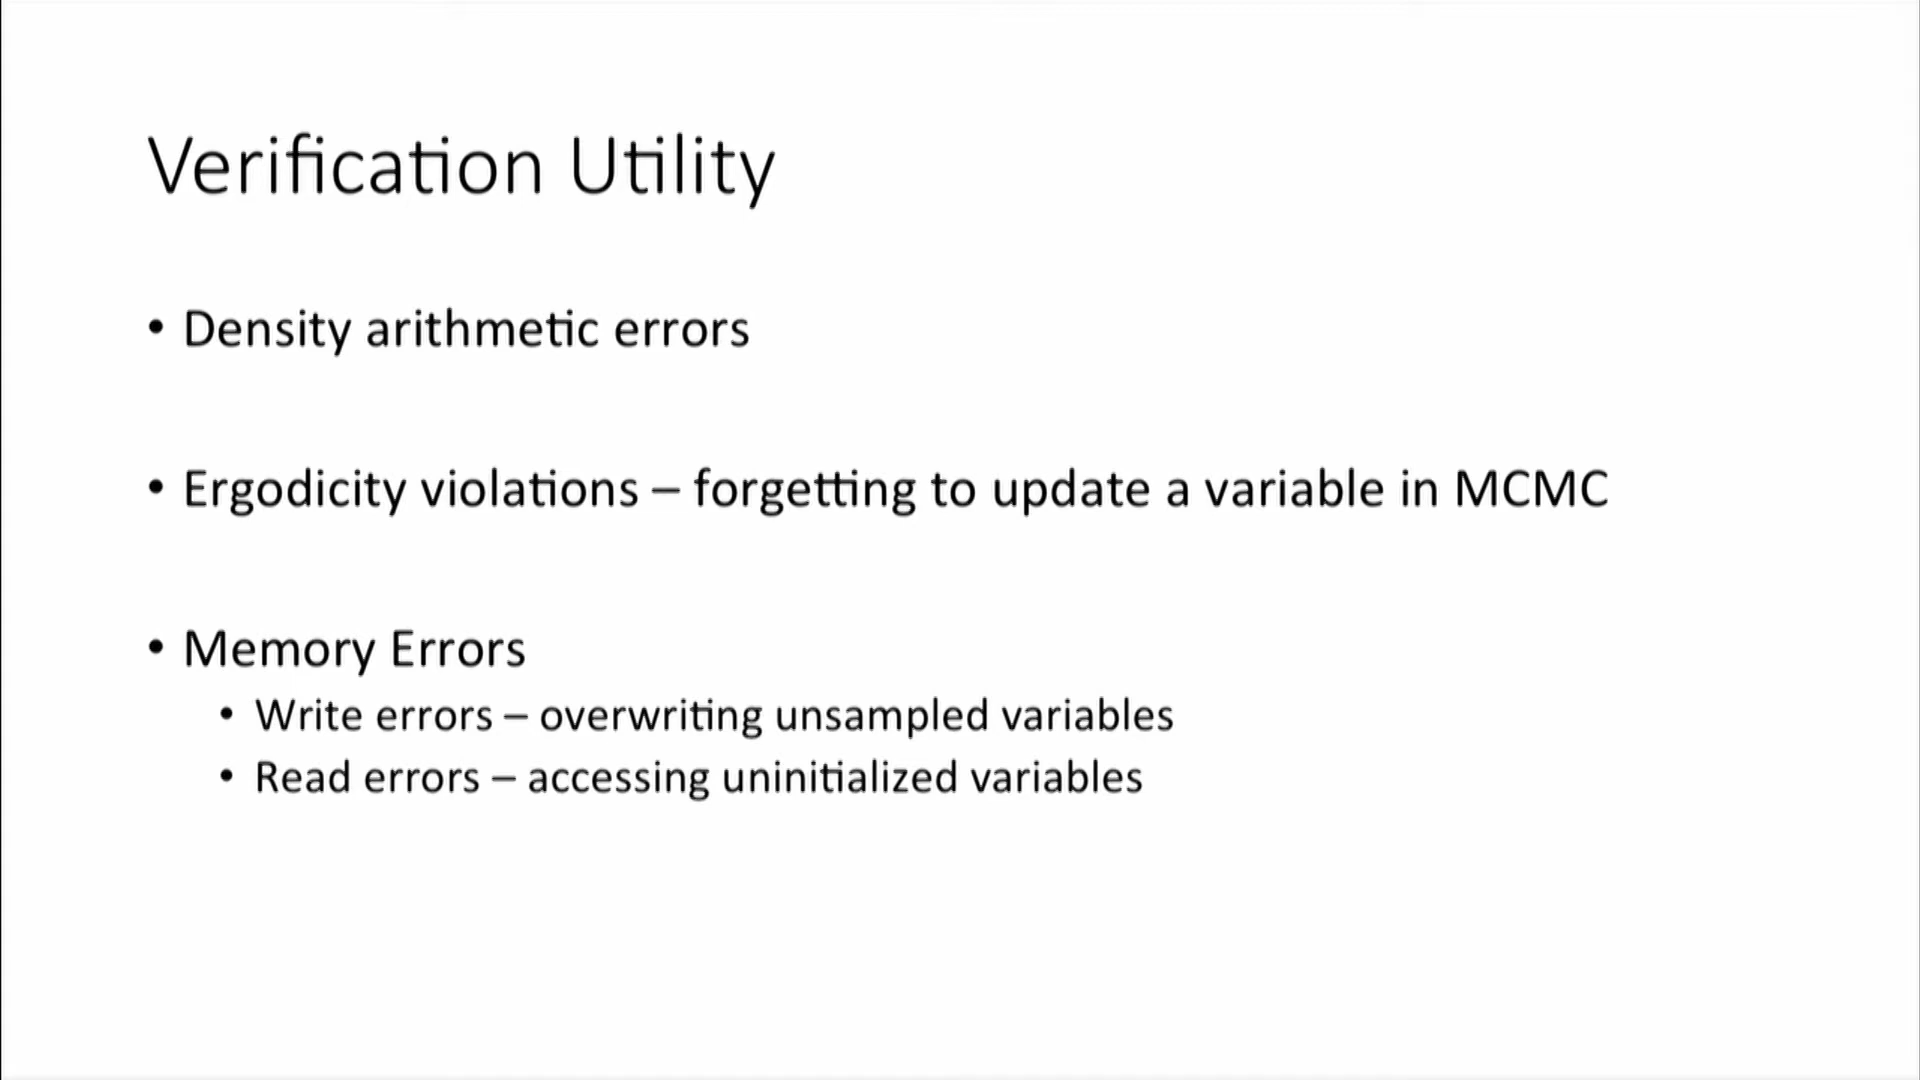 Verification Utility
• Density arithmetic errors
• Ergodicity violations – forgetting to update a variable in MCMC
• Memory Errors
• Write errors – overwriting unsampled variables
• Read errors – accessing uninitialized variables